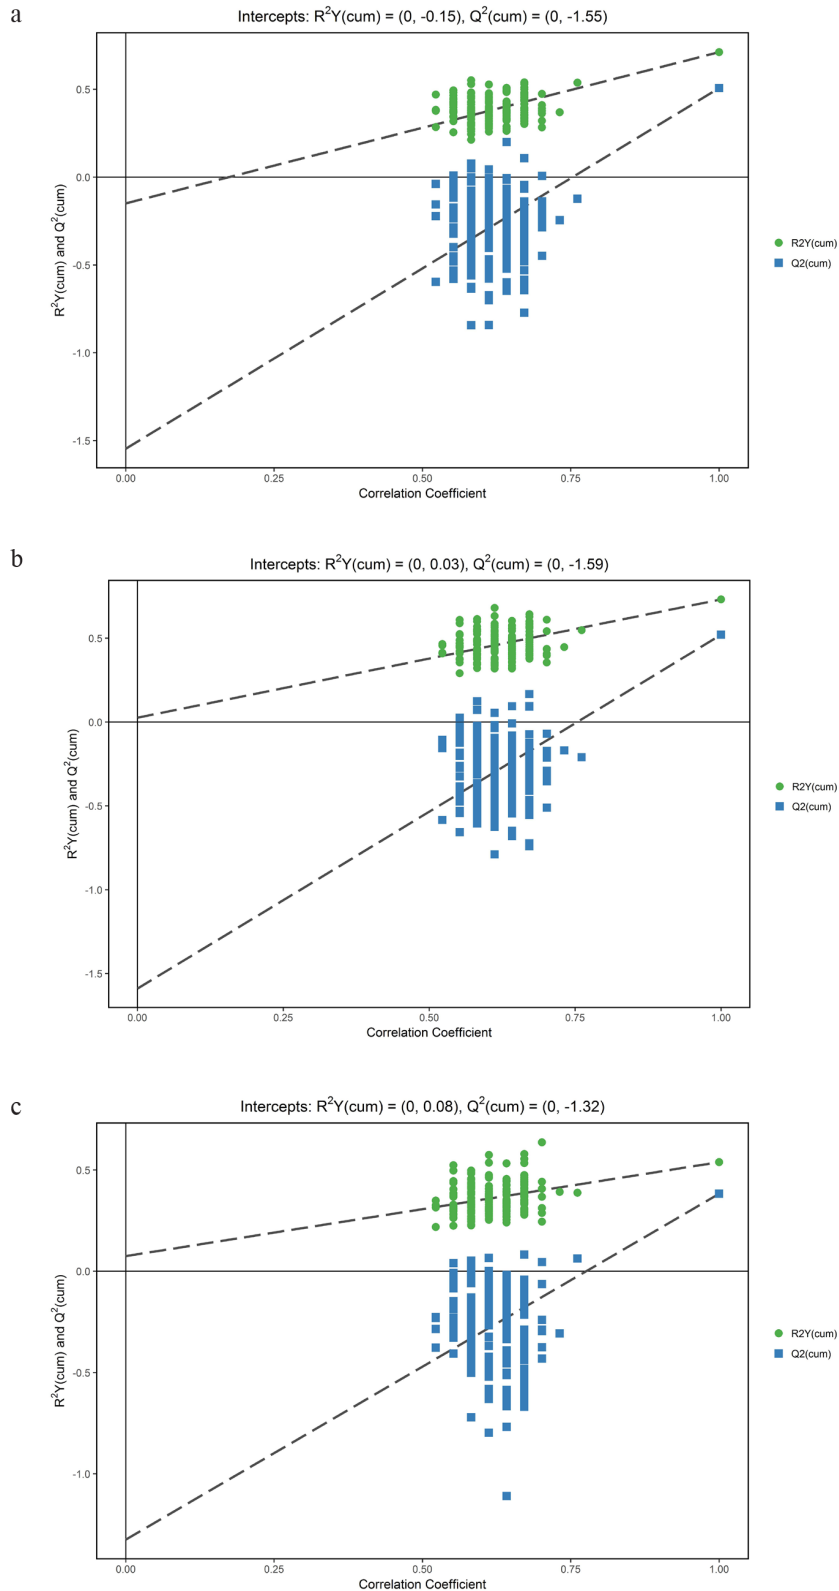 a
Intercepts: R²Y(cum) = (0, -0.15), Q²(cum) = (0, -1.55)
R²Y(cum) and Q²(cum)
0.5
0.0
-0.5
-1.0
-1.5
0.00 0.25 0.50 0.75 1.00
Correlation Coefficient
R2Y(cum)
Q2(cum)
b
Intercepts: R²Y(cum) = (0, 0.03), Q²(cum) = (0, -1.59)
R²Y(cum) and Q²(cum)
0.5
0.0
-0.5
-1.0
-1.5
0.00 0.25 0.50 0.75 1.00
Correlation Coefficient
R2Y(cum)
Q2(cum)
c
Intercepts: R²Y(cum) = (0, 0.08), Q²(cum) = (0, -1.32)
R²Y(cum) and Q²(cum)
0.5
0.0
-0.5
-1.0
0.00 0.25 0.50 0.75 1.00
Correlation Coefficient
R2Y(cum)
Q2(cum)